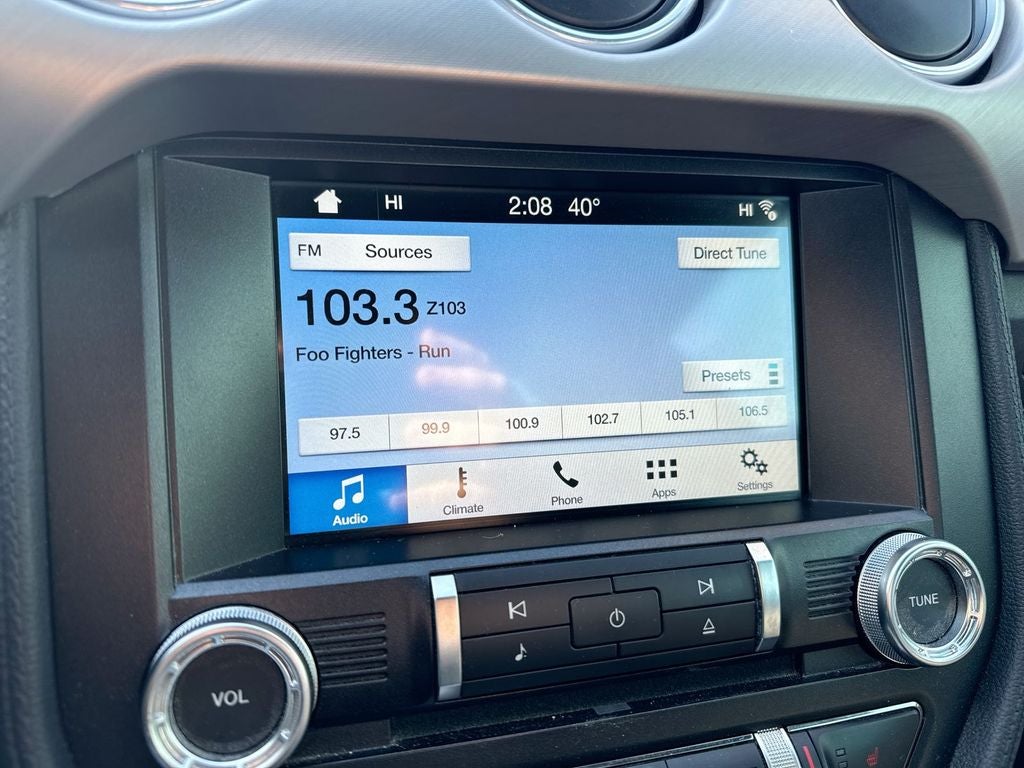 HI 2:08 40° HI
FM Sources Direct Tune
103.3 Z103
Foo Fighters - Run
Presets
97.5 99.9 100.9 102.7 105.1 106.5
Audio Climate Phone Apps Settings
VOL
TUNE